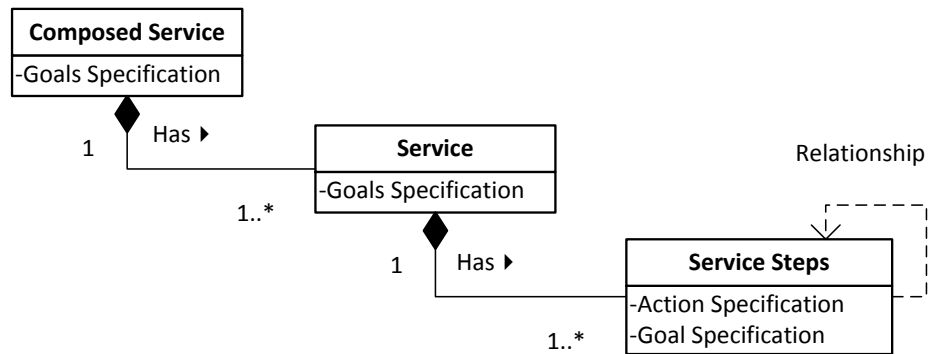 Composed Service
-Goals Specification
1
Has ▶
Service
-Goals Specification
1..*
Relationship
1
Has ▶
Service Steps
-Action Specification
-Goal Specification
1..*